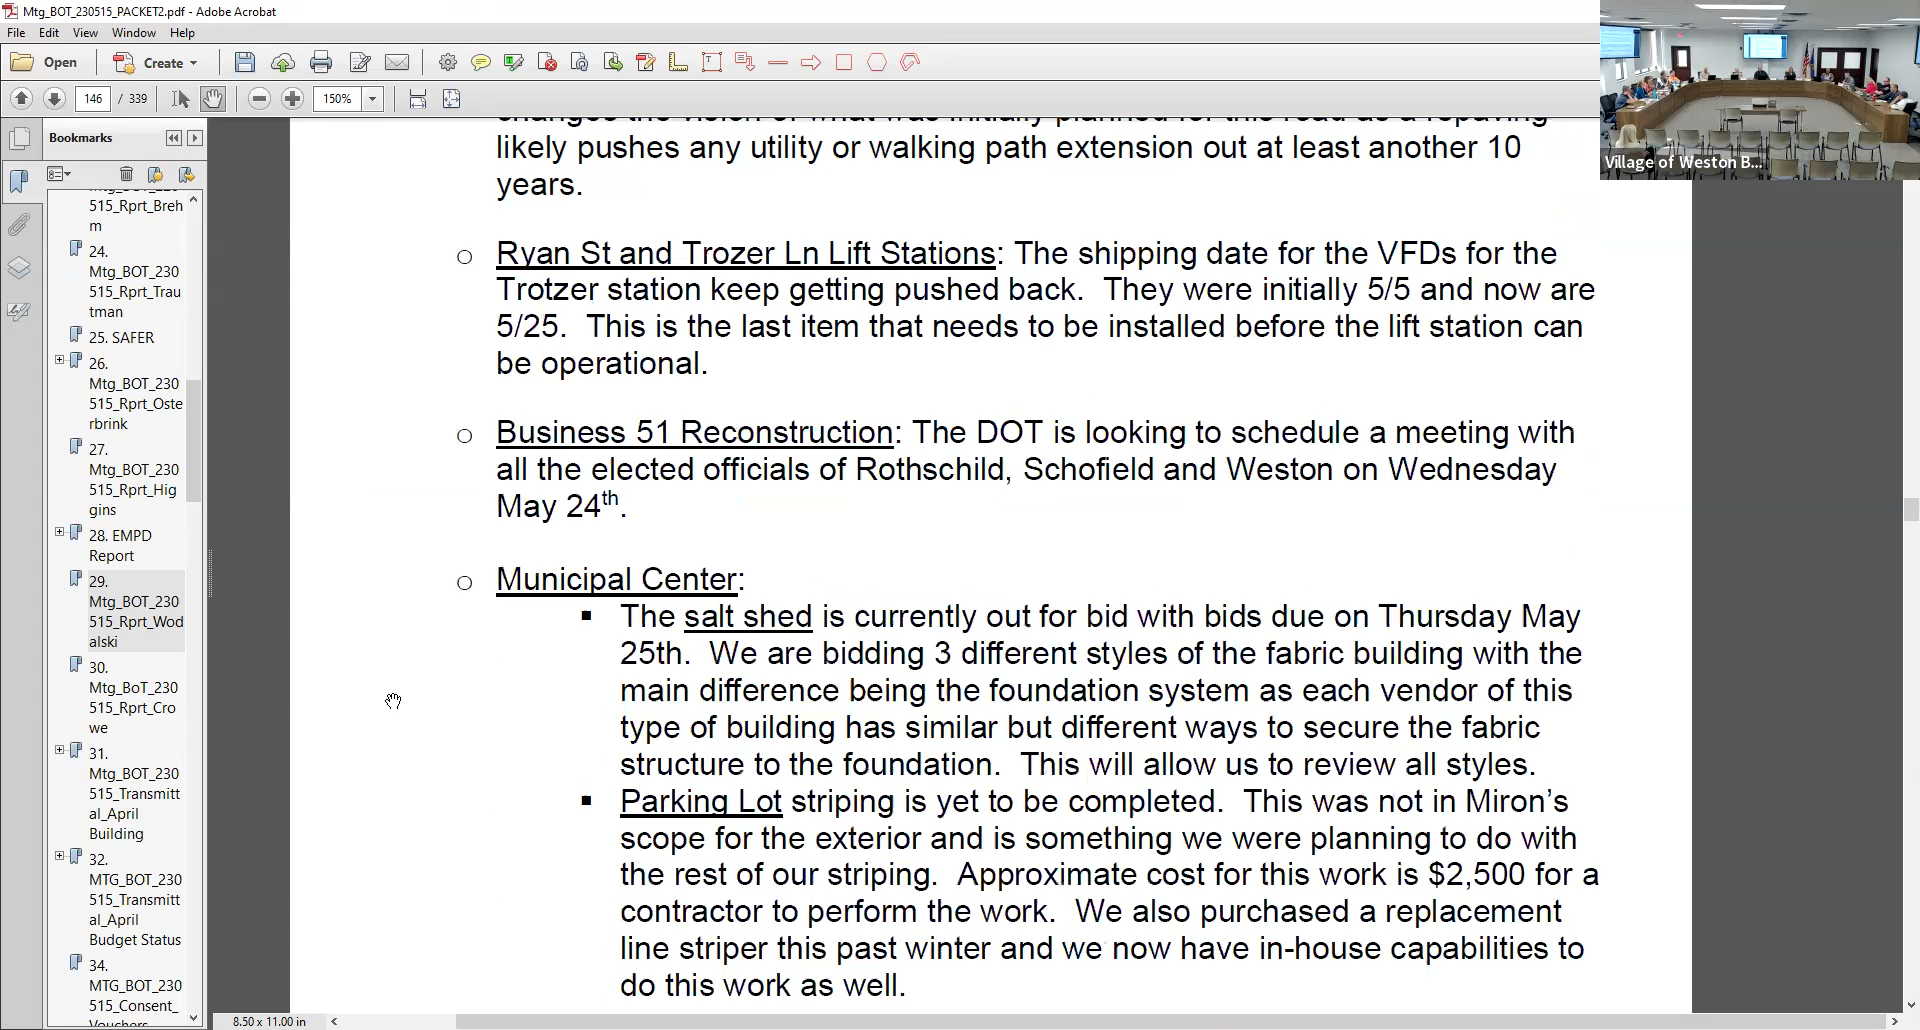 Mtg_BOT_230515_PACKET2.pdf - Adobe Acrobat
File Edit View Window Help
Open Create
146 / 339 150%
Bookmarks
515_Rprt_Breh
m
24.
Mtg_BOT_230
515_Rprt_Trau
tman
25. SAFER
26.
Mtg_BOT_230
515_Rprt_Oste
rbrink
27.
Mtg_BOT_230
515_Rprt_Hig
gins
28. EMPD
Report
29.
Mtg_BOT_230
515_Rprt_Wod
alski
30.
Mtg_BoT_230
515_Rprt_Cro
we
31.
Mtg_BOT_230
515_Transmitt
al_April
Building
32.
MTG_BOT_230
515_Transmitt
al_April
Budget Status
34.
MTG_BOT_230
515_Consent_
Vouchers
changes the vision of what was initially planned for this road as a repaving
likely pushes any utility or walking path extension out at least another 10
years.
o Ryan St and Trozer Ln Lift Stations: The shipping date for the VFDs for the
Trotzer station keep getting pushed back. They were initially 5/5 and now are
5/25. This is the last item that needs to be installed before the lift station can
be operational.
o Business 51 Reconstruction: The DOT is looking to schedule a meeting with
all the elected officials of Rothschild, Schofield and Weston on Wednesday
May 24th.
o Municipal Center:
▪ The salt shed is currently out for bid with bids due on Thursday May
25th. We are bidding 3 different styles of the fabric building with the
main difference being the foundation system as each vendor of this
type of building has similar but different ways to secure the fabric
structure to the foundation. This will allow us to review all styles.
▪ Parking Lot striping is yet to be completed. This was not in Miron’s
scope for the exterior and is something we were planning to do with
the rest of our striping. Approximate cost for this work is $2,500 for a
contractor to perform the work. We also purchased a replacement
line striper this past winter and we now have in-house capabilities to
do this work as well.
8.50 x 11.00 in
Village of Weston B...